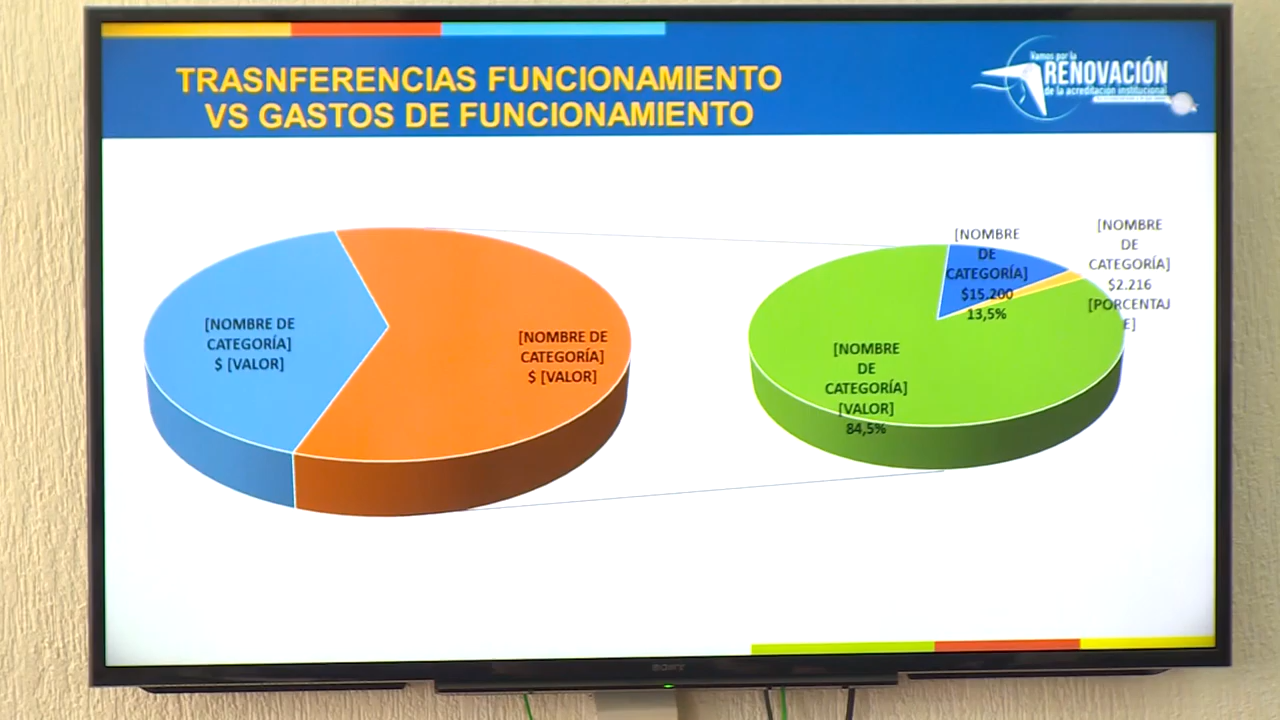 TRASNFERENCIAS FUNCIONAMIENTO
VS GASTOS DE FUNCIONAMIENTO
Vamos por la
RENOVACIÓN
de la acreditación institucional
[NOMBRE DE
CATEGORÍA]
$ [VALOR]
[NOMBRE DE
CATEGORÍA]
$ [VALOR]
[NOMBRE
DE
CATEGORÍA]
[VALOR]
84,5%
[NOMBRE
DE
CATEGORÍA]
$15.200
13,5%
[NOMBRE
DE
CATEGORÍA]
$2.216
[PORCENTAJ
E]
SONY